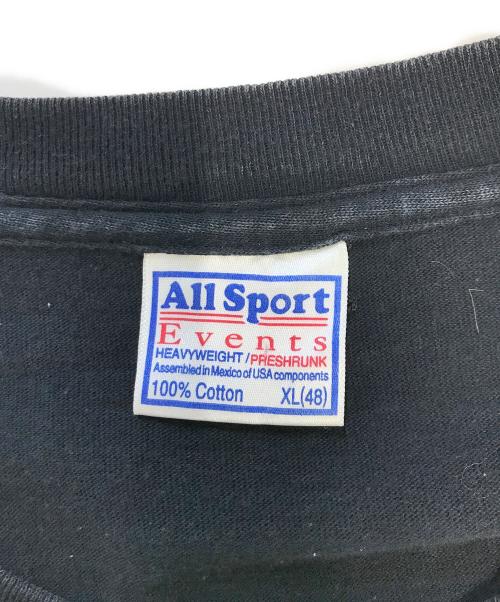 All Sport
Events
HEAVYWEIGHT/PRESHRUNK
Assembled in Mexico of USA components
100% Cotton XL(48)